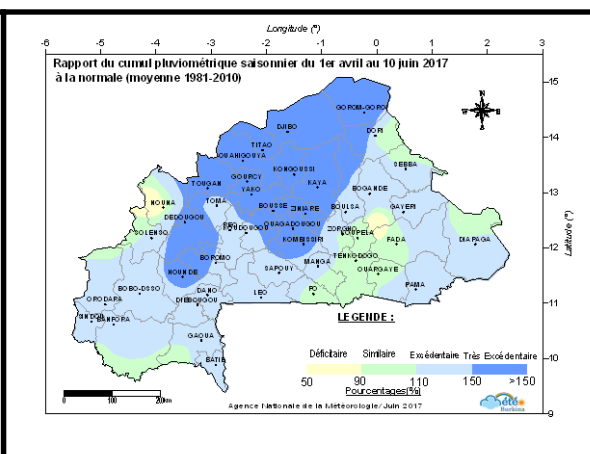 Longitude (°)
-6 -5 -4 -3 -2 -1 0 1 2 3
Rapport du cumul pluviométrique saisonnier du 1er avril au 10 juin 2017
à la normale (moyenne 1981-2010)
15
N
GOROM-GOROM
DJIBO
DORI
14
TITAO
OUAHIGOUYA
KONGOUSSI
SEBBA
TOUGAN
GOURCY
KAYA
YAKO
BOGANDE
13
NOUNA
TOMA
BOUSSE
ZINIARE
BOULSA
GAYERI
DEDOUGOU
OUAGADOUGOU
ZORGHO
KOUPELA
SOLENSO
KOUDOUGOU
KOMBISSIRI
FADA
DIAPAGA
12
Latitude (°)
BOROMO
TENKODOGO
HOUNDE
SAPOUY
MANGA
OUARGAYE
BOBO-DSSO
DANO
LEO
PO
PAMA
ORODARA
DIEBOUGOU
11
SINDOU
BANFORA
LEGENDE :
GAOUA
BATIE
Déficitaire Similaire Excédentaire Très Excédentaire
10
50 90 110 150 >150
Pourcentages(%)
0 100 200
Km
météo
Burkina
Agence Nationale de la Météorologie/Juin 2017
9